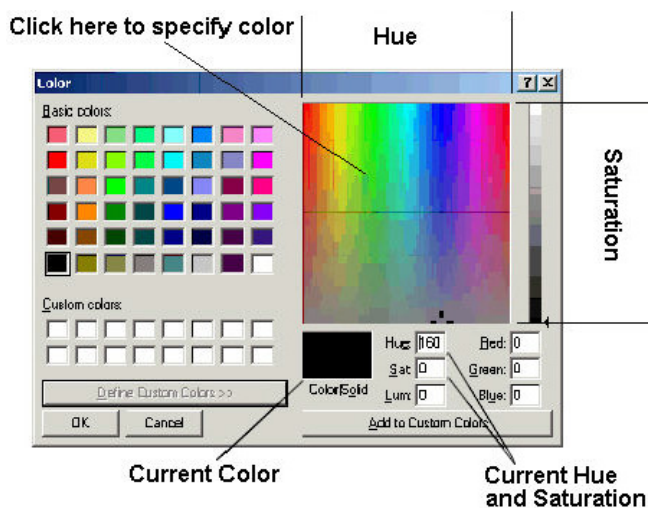 Click here to specify color
Hue
Color
Basic colors:
Saturation
Custom colors:
Define Custom Colors >>
OK
Cancel
Color|Solid
Hue: 160
Sat: 0
Lum: 0
Red: 0
Green: 0
Blue: 0
Add to Custom Colors
Current Color
Current Hue
and Saturation